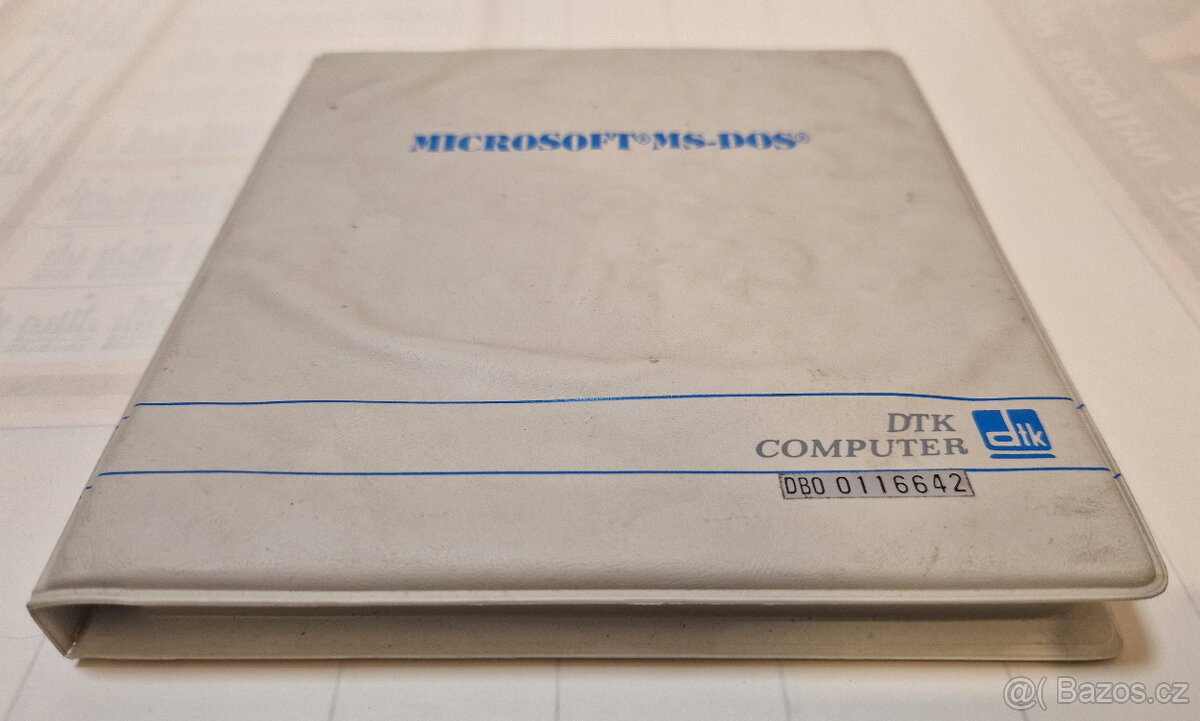 MICROSOFT® MS-DOS®
DTK
COMPUTER
dtk
DBO 0116642
@( Bazos.cz